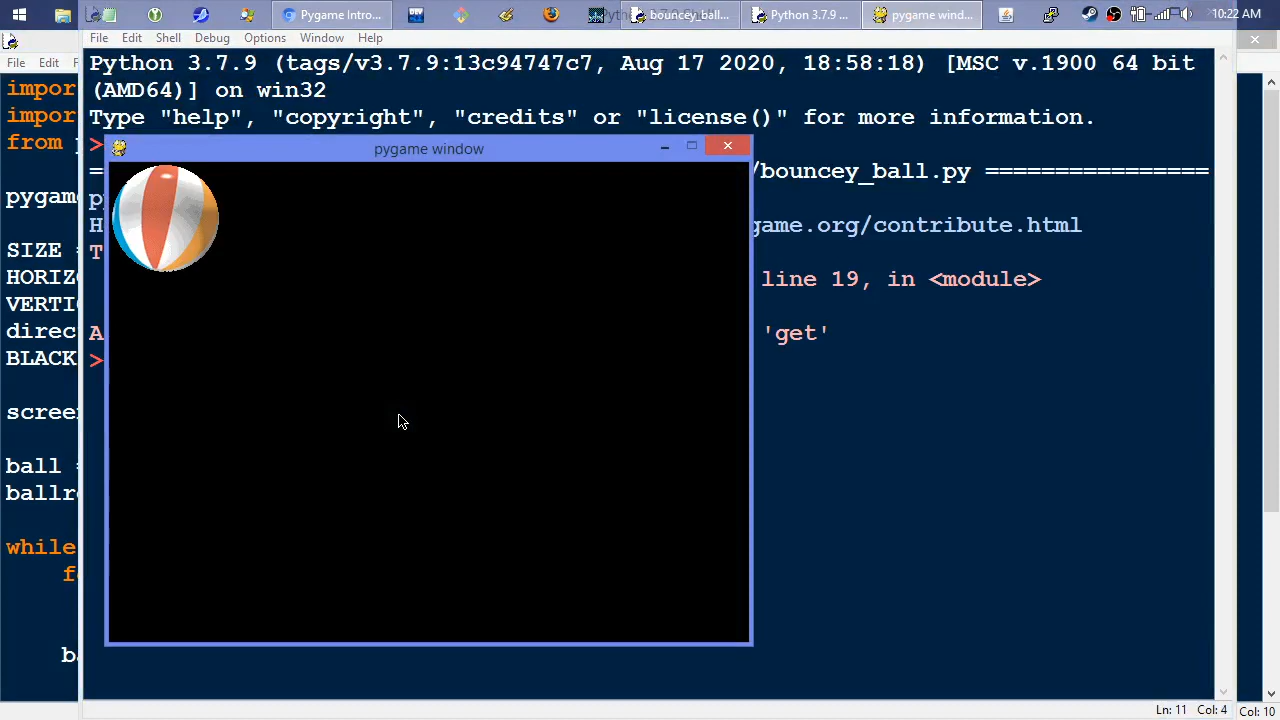 Pygame Intro...
bouncey_ball...
Python 3.7.9 ...
pygame wind...
10:22 AM
File Edit Shell Debug Options Window Help
File Edit F
Python 3.7.9 (tags/v3.7.9:13c94747c7, Aug 17 2020, 18:58:18) [MSC v.1900 64 bit
(AMD64)] on win32
Type "help", "copyright", "credits" or "license()" for more information.
>
pygame window
/bouncey_ball.py ================
game.org/contribute.html
line 19, in <module>
'get'
>
impor
impor
from
pygame
SIZE =
HORIZO
VERTI
direc
BLACK
screen
ball =
ballre
while
f
ba
Ln: 11 Col: 4
Col: 10